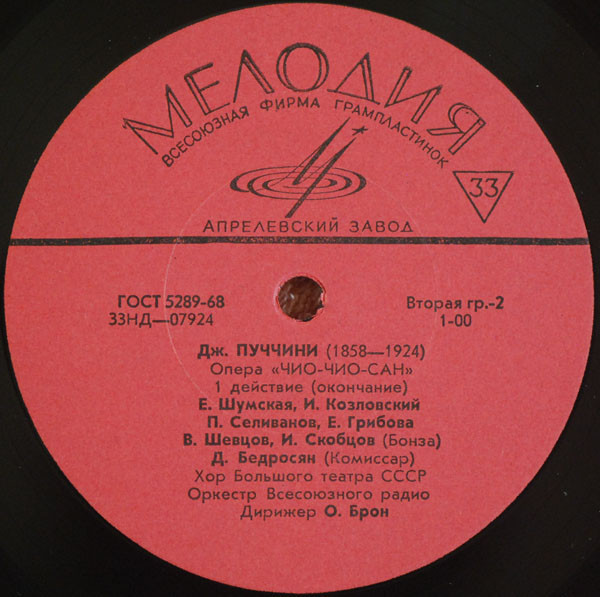 МЕЛОДИЯ
ВСЕСОЮЗНАЯ ФИРМА ГРАМПЛАСТИНОК
33
АПРЕЛЕВСКИЙ ЗАВОД
ГОСТ 5289-68 Вторая гр.-2
33НД—07924 1-00
Дж. ПУЧЧИНИ (1858—1924)
Опера «ЧИО-ЧИО-САН»
1 действие (окончание)
Е. Шумская, И. Козловский
П. Селиванов, Е. Грибова
В. Шевцов, И. Скобцов (Бонза)
Д. Бедросян (Комиссар)
Хор Большого театра СССР
Оркестр Всесоюзного радио
Дирижер О. Брон